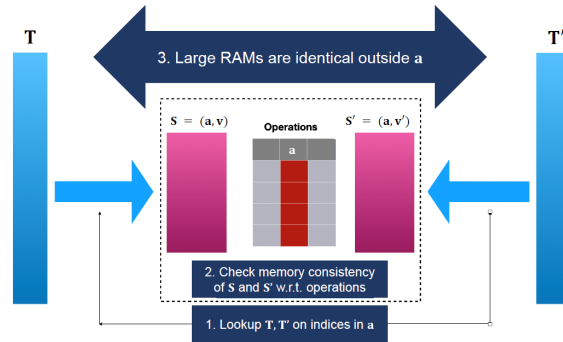 T
T′
3. Large RAMs are identical outside a
S = (a, v)
S′ = (a, v′)
Operations
a
2. Check memory consistency
of S and S′ w.r.t. operations
1. Lookup T, T′ on indices in a